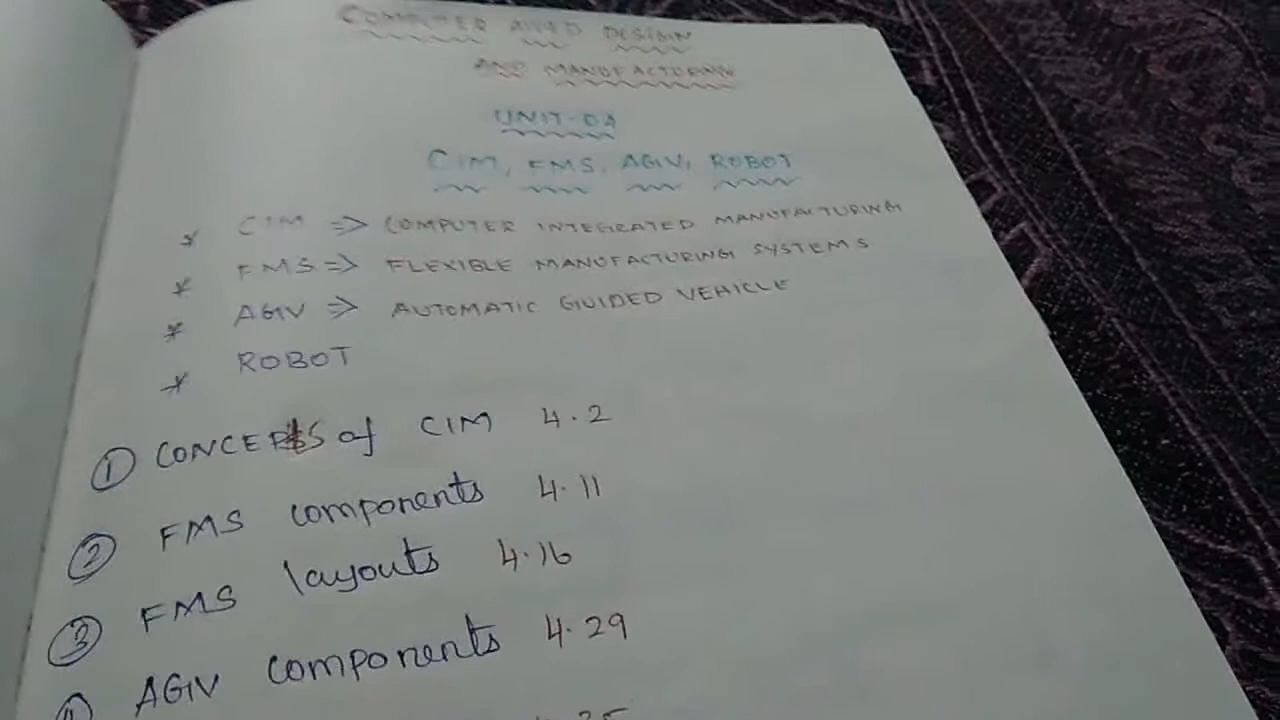 COMPUTER AIDED DESIGN
AND MANUFACTURING
UNIT-04
CIM, FMS, AGV, ROBOT
* CIM => COMPUTER INTEGRATED MANUFACTURING
* FMS => FLEXIBLE MANUFACTURING SYSTEMS
* AGV => AUTOMATIC GUIDED VEHICLE
* ROBOT
① CONCEPTS of CIM 4.2
② FMS components 4.11
③ FMS layouts 4.16
④ AGV components 4.29